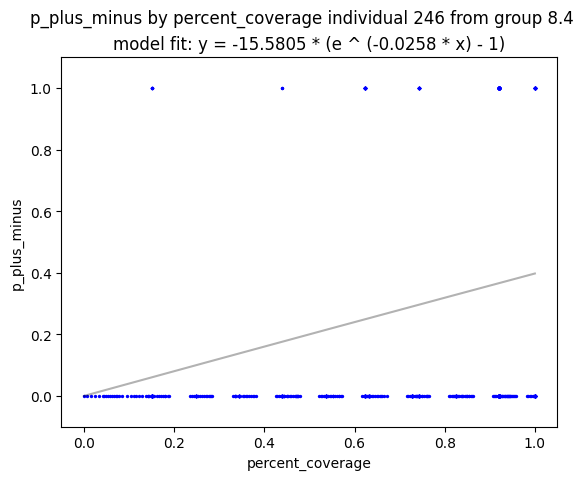 p_plus_minus by percent_coverage individual 246 from group 8.4
model fit: y = -15.5805 * (e ^ (-0.0258 * x) - 1)
1.0
0.8
0.6
0.4
0.2
0.0
p_plus_minus
0.0 0.2 0.4 0.6 0.8 1.0
percent_coverage